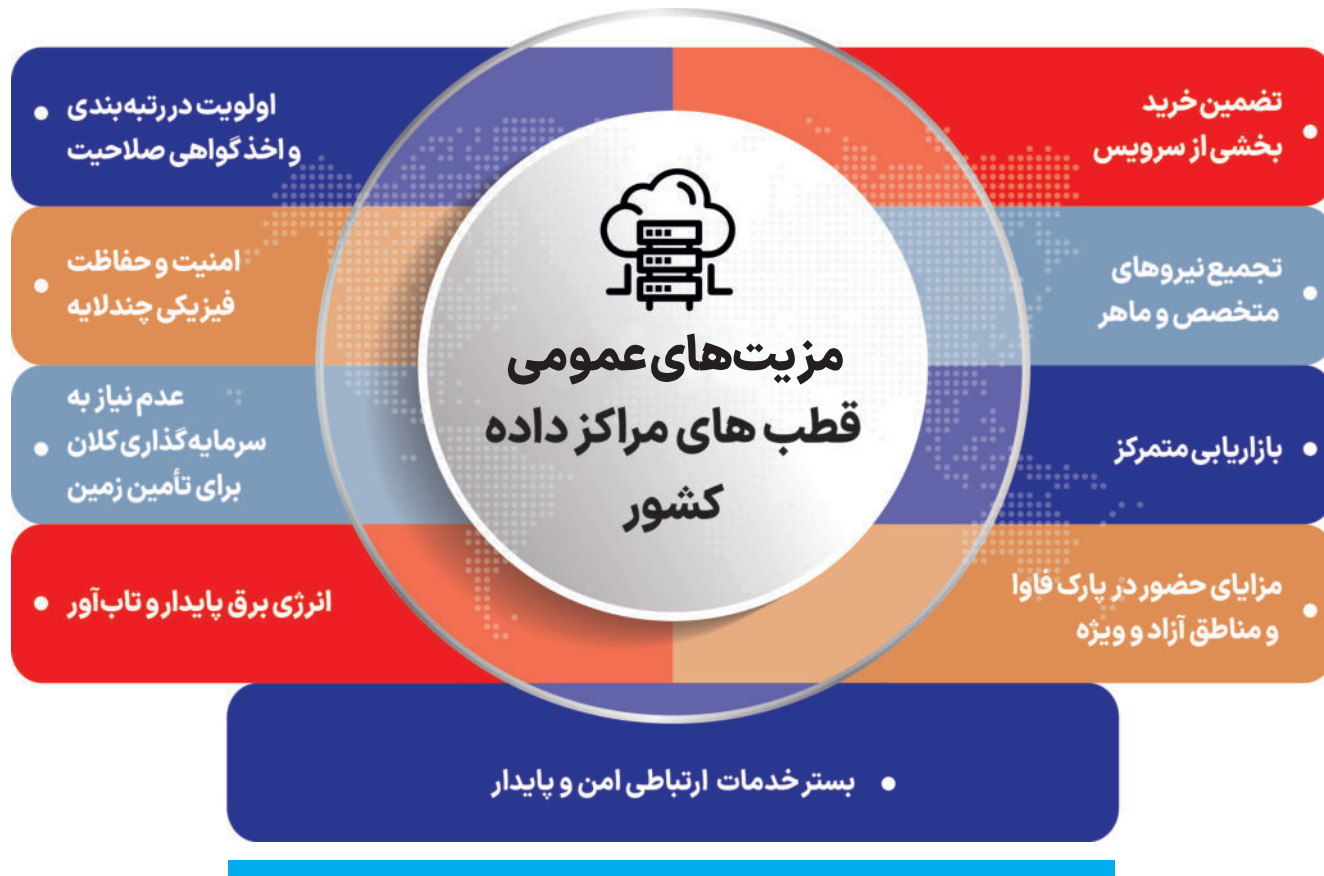 مزیت‌های عمومی
قطب های مراکز داده
کشور
تضمین خرید
بخشی از سرویس
تجمیع نیروهای
متخصص و ماهر
بازاریابی متمرکز
مزایای حضور در پارک فاوا
و مناطق آزاد و ویژه
اولویت در رتبه‌بندی
و اخذ گواهی صلاحیت
امنیت و حفاظت
فیزیکی چندلایه
عدم نیاز به
سرمایه‌گذاری کلان
برای تأمین زمین
انرژی برق پایدار و تاب‌آور
بستر خدمات ارتباطی امن و پایدار